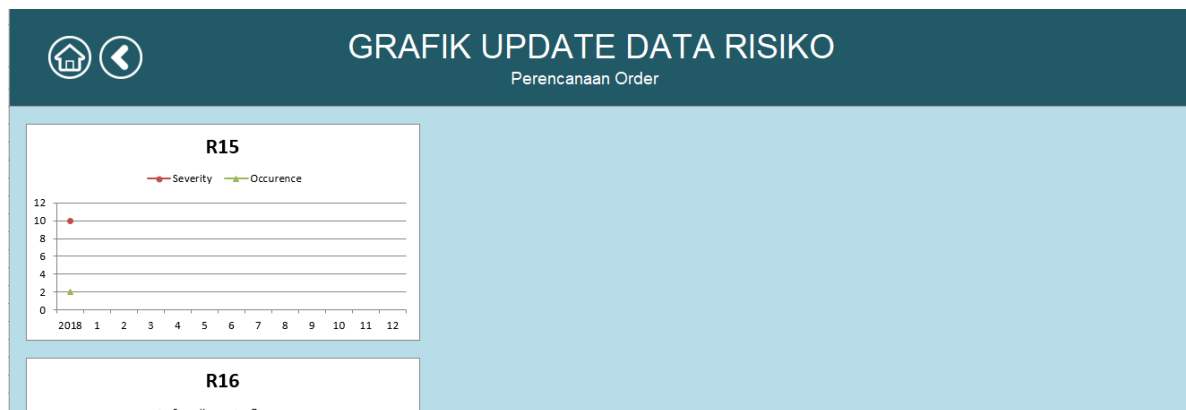 GRAFIK UPDATE DATA RISIKO
Perencanaan Order
R15
Severity Occurence
12
10
8
6
4
2
0
2018 1 2 3 4 5 6 7 8 9 10 11 12
R16